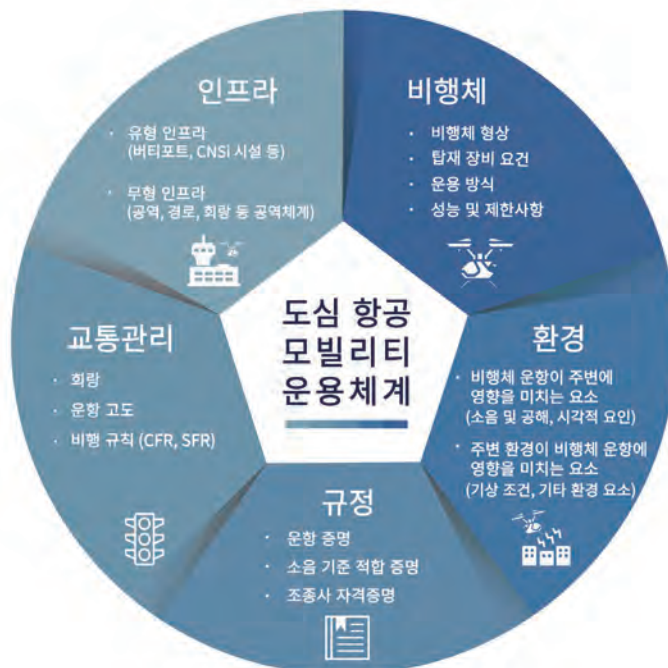 인프라
· 유형 인프라
(버티포트, CNSi 시설 등)
· 무형 인프라
(공역, 경로, 회랑 등 공역체계)
비행체
· 비행체 형상
· 탑재 장비 요건
· 운용 방식
· 성능 및 제한사항
도심 항공
모빌리티
운용체계
교통관리
· 회랑
· 운항 고도
· 비행 규칙 (CFR, SFR)
환경
· 비행체 운항이 주변에
영향을 미치는 요소
(소음 및 공해, 시각적 요인)
· 주변 환경이 비행체 운항에
영향을 미치는 요소
(기상 조건, 기타 환경 요소)
규정
· 운항 증명
· 소음 기준 적합 증명
· 조종사 자격증명